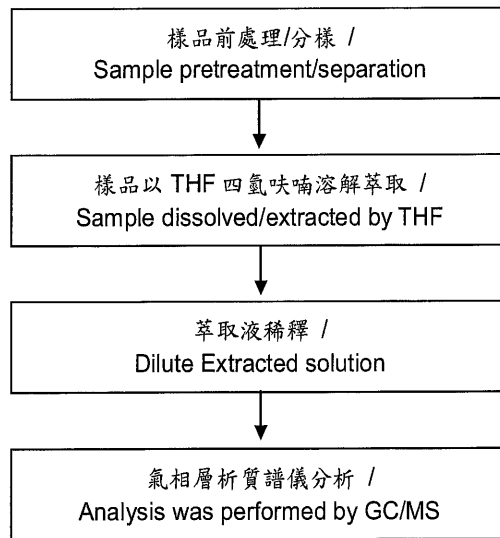 樣品前處理/分樣 /
Sample pretreatment/separation
樣品以 THF 四氫呋喃溶解萃取 /
Sample dissolved/extracted by THF
萃取液稀釋 /
Dilute Extracted solution
氣相層析質譜儀分析 /
Analysis was performed by GC/MS